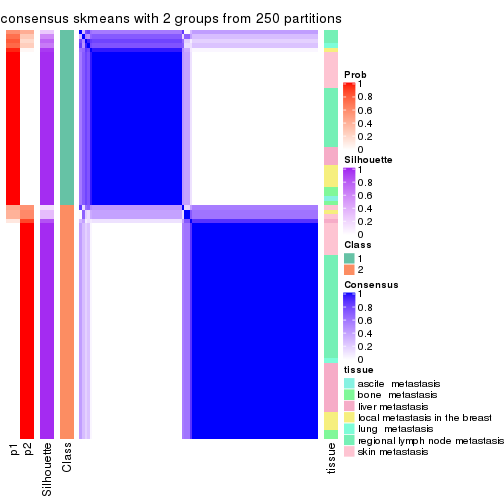 consensus skmeans with 2 groups from 250 partitions
Prob
1
0.8
0.6
0.4
0.2
0
Silhouette
1
0.8
0.6
0.4
0.2
0
Class
1
2
Consensus
1
0.8
0.6
0.4
0.2
0
tissue
ascite metastasis
bone metastasis
liver metastasis
local metastasis in the breast
lung metastasis
regional lymph node metastasis
skin metastasis
p1
p2
Silhouette
Class
tissue